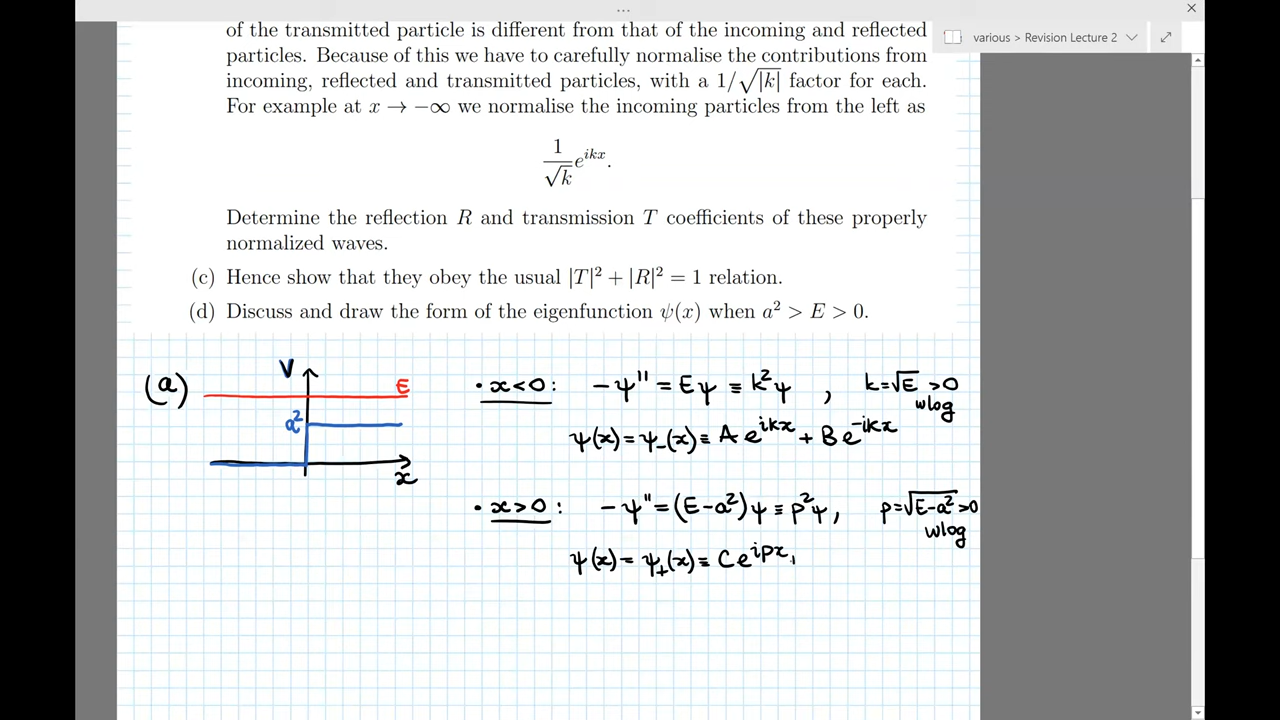 various > Revision Lecture 2
of the transmitted particle is different from that of the incoming and reflected
particles. Because of this we have to carefully normalise the contributions from
incoming, reflected and transmitted particles, with a 1/√|k| factor for each.
For example at x → −∞ we normalise the incoming particles from the left as
1/√k e^{ikx}.
Determine the reflection R and transmission T coefficients of these properly
normalized waves.
(c) Hence show that they obey the usual |T|² + |R|² = 1 relation.
(d) Discuss and draw the form of the eigenfunction ψ(x) when a² > E > 0.
(a)
V
E
a²
x
• x<0: −ψ'' = Eψ ≡ k²ψ , k=√E >0
wlog
ψ(x) = ψ₋(x) ≡ A e^{ikx} + B e^{−ikx}
• x>0: −ψ'' = (E−a²)ψ ≡ p²ψ, p=√E−a² >0
wlog
ψ(x) = ψ₊(x) ≡ C e^{ipx}